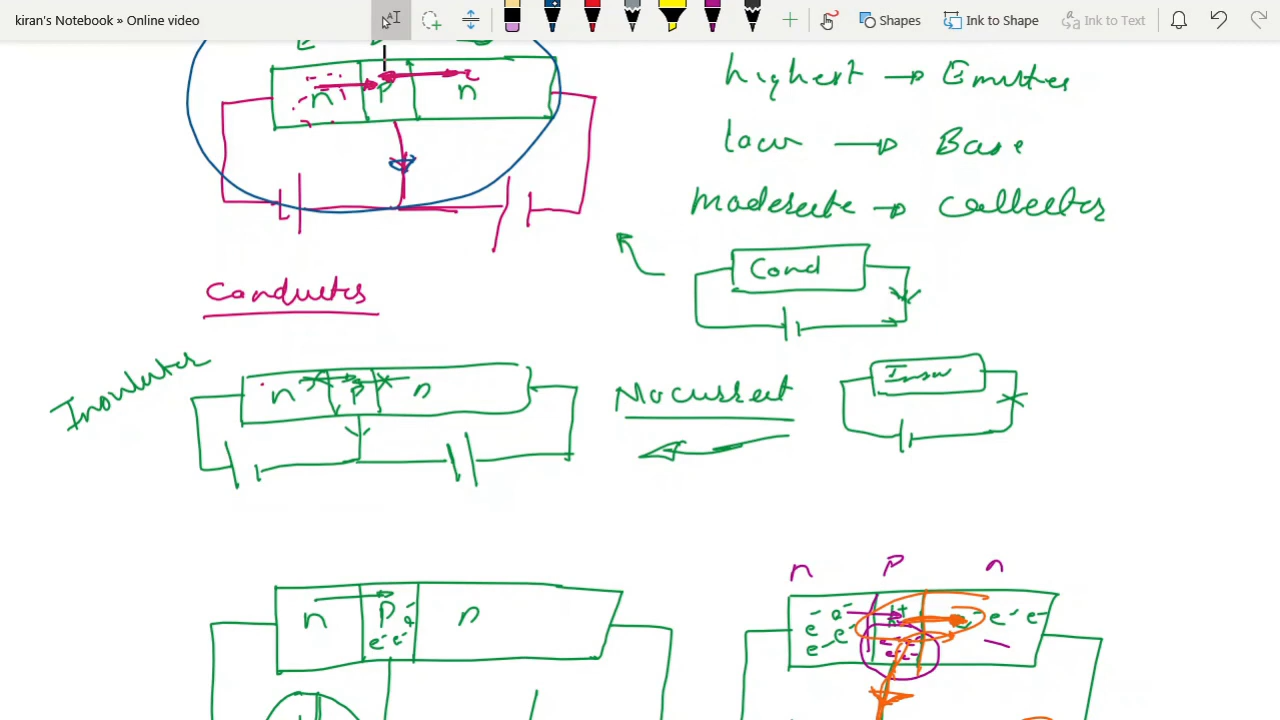 kiran's Notebook » Online video
Shapes
Ink to Shape
Ink to Text
E
n P n
highest → Emitter
low → Base
moderate → Collector
Conductor
Cond
Insulator
n P n
No current
Insu
n P n
e⁻ e⁻
n P n
e⁻ e⁻
e⁻ e⁻
e⁻ e⁻